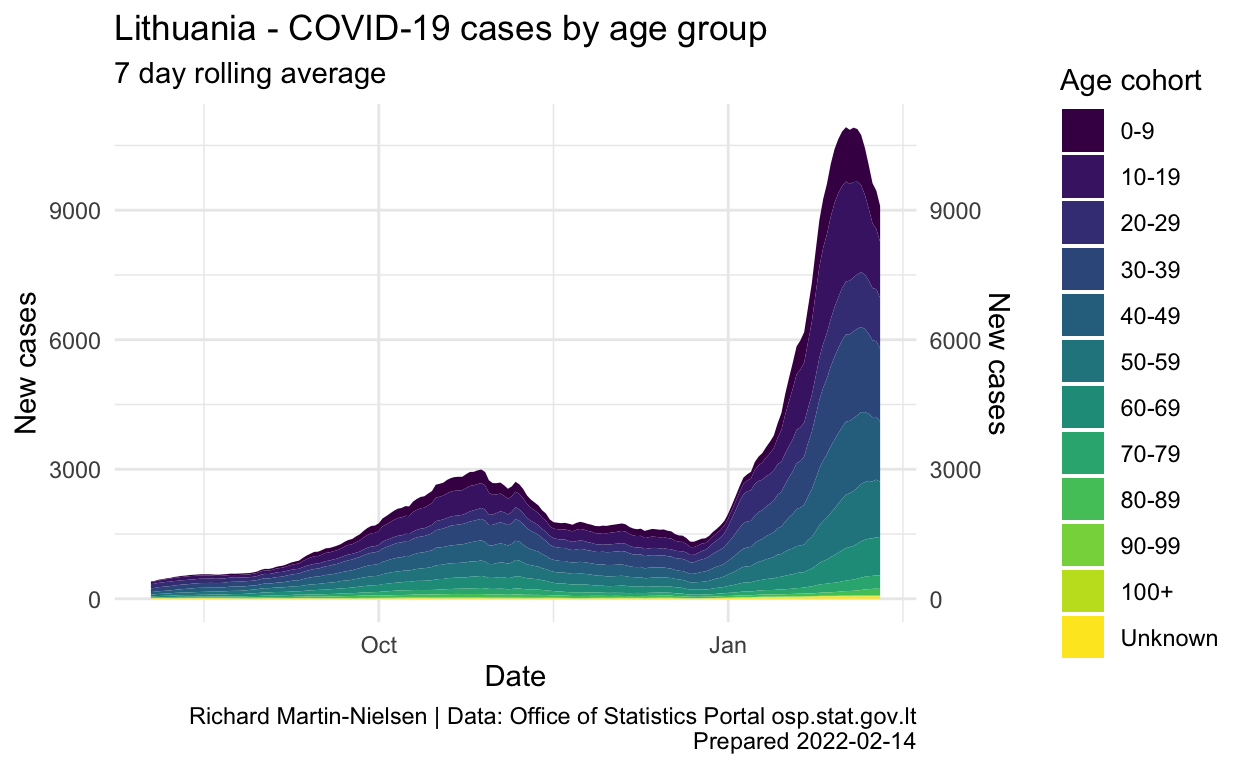 Lithuania - COVID-19 cases by age group
7 day rolling average
New cases
9000
6000
3000
0
Oct
Jan
Date
9000
6000
3000
0
New cases
Age cohort
0-9
10-19
20-29
30-39
40-49
50-59
60-69
70-79
80-89
90-99
100+
Unknown
Richard Martin-Nielsen | Data: Office of Statistics Portal osp.stat.gov.lt
Prepared 2022-02-14